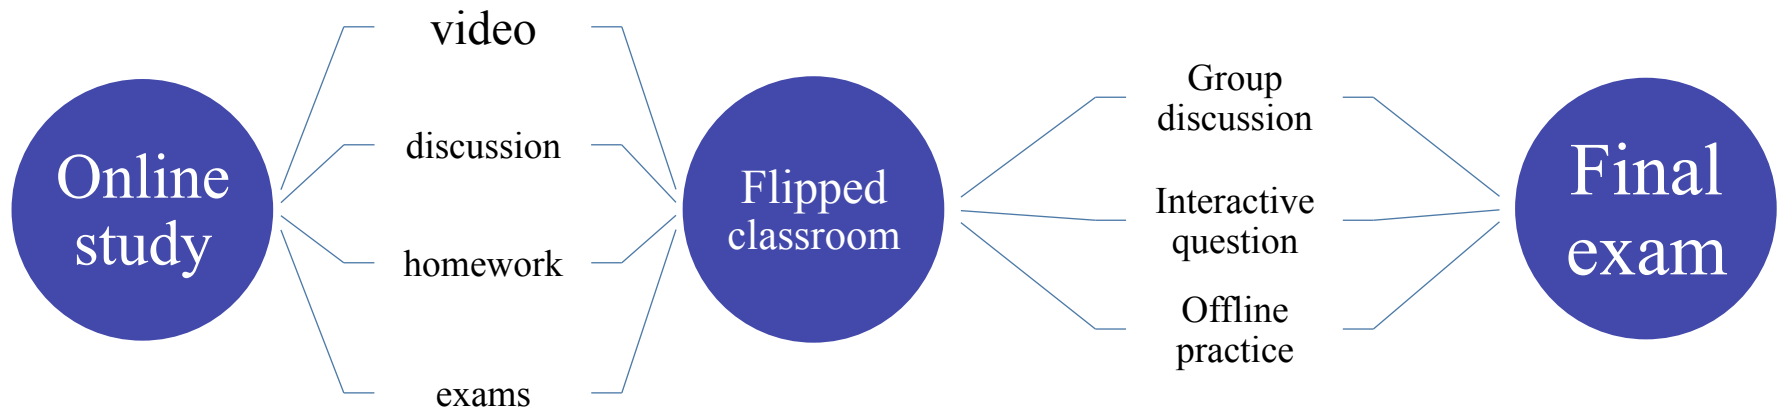 Online
study
video
discussion
homework
exams
Flipped
classroom
Group
discussion
Interactive
question
Offline
practice
Final
exam